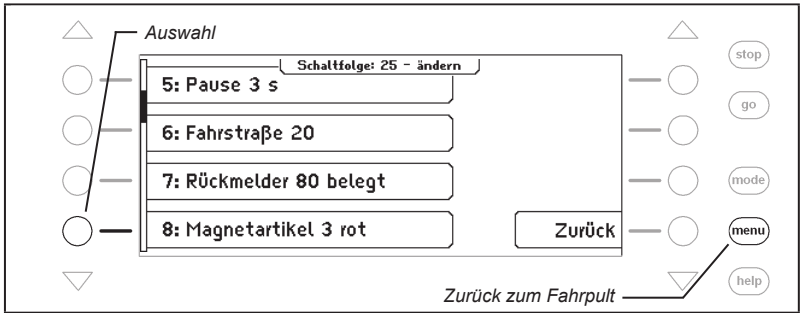 Auswahl
stop
Schaltfolge: 25 - ändern
5: Pause 3 s
go
6: Fahrstraße 20
7: Rückmelder 80 belegt
mode
8: Magnetartikel 3 rot
Zurück
menu
help
Zurück zum Fahrpult